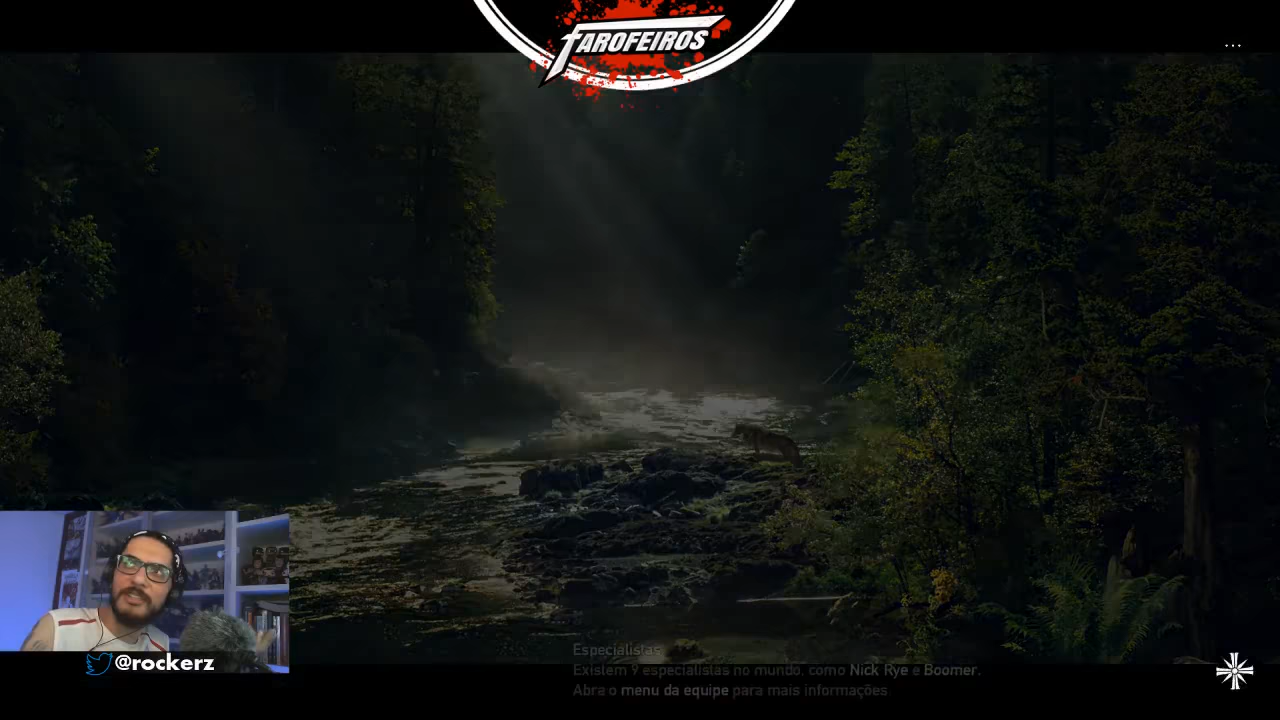 FAROFEIROS
...
@rockerz
Especialistas
Existem 9 especialistas no mundo, como Nick Rye e Boomer.
Abra o menu da equipe para mais informações